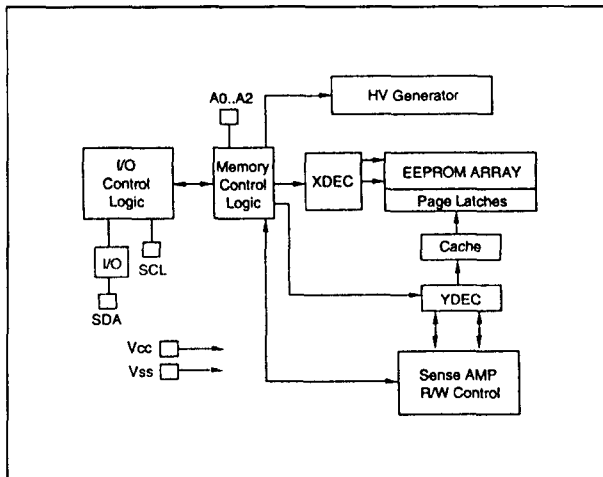 A0..A2
HV Generator
I/O
Control
Logic
Memory
Control
Logic
XDEC
EEPROM ARRAY
Page Latches
Cache
I/O
SCL
SDA
YDEC
Vcc
Vss
Sense AMP
R/W Control